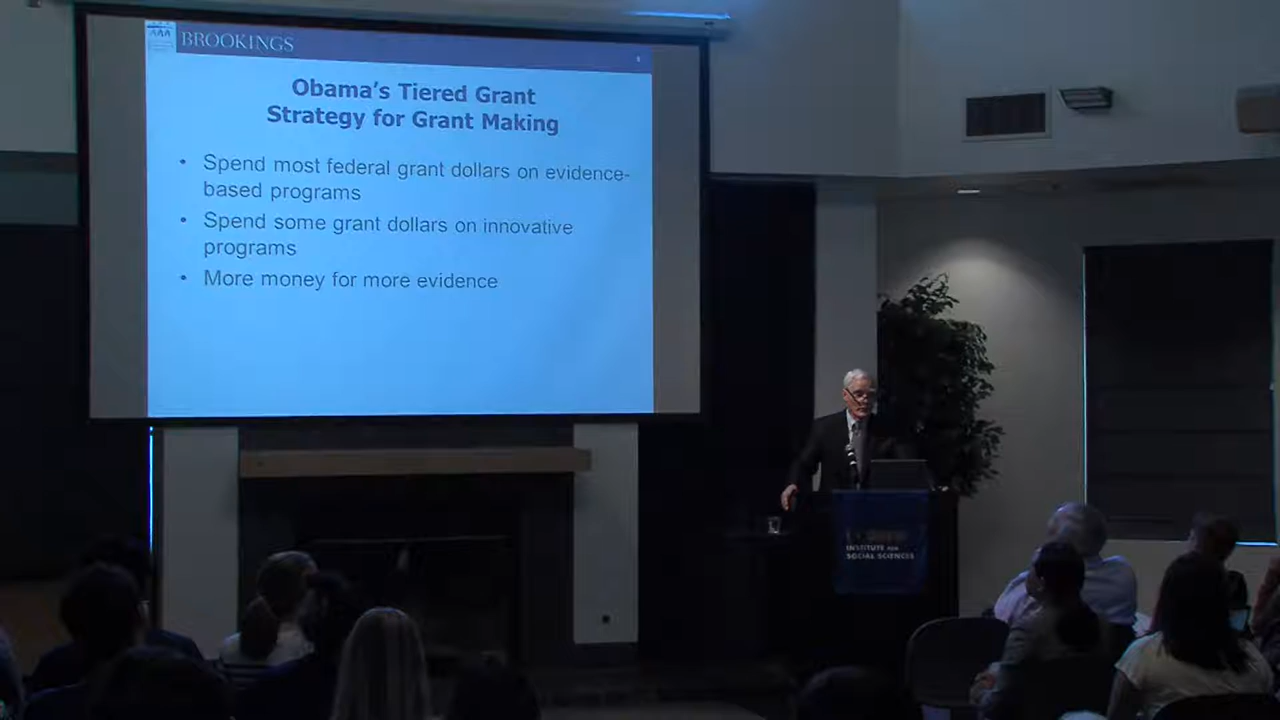 BROOKINGS
Obama's Tiered Grant
Strategy for Grant Making
• Spend most federal grant dollars on evidence-
based programs
• Spend some grant dollars on innovative
programs
• More money for more evidence
INSTITUTE FOR
SOCIAL SCIENCES